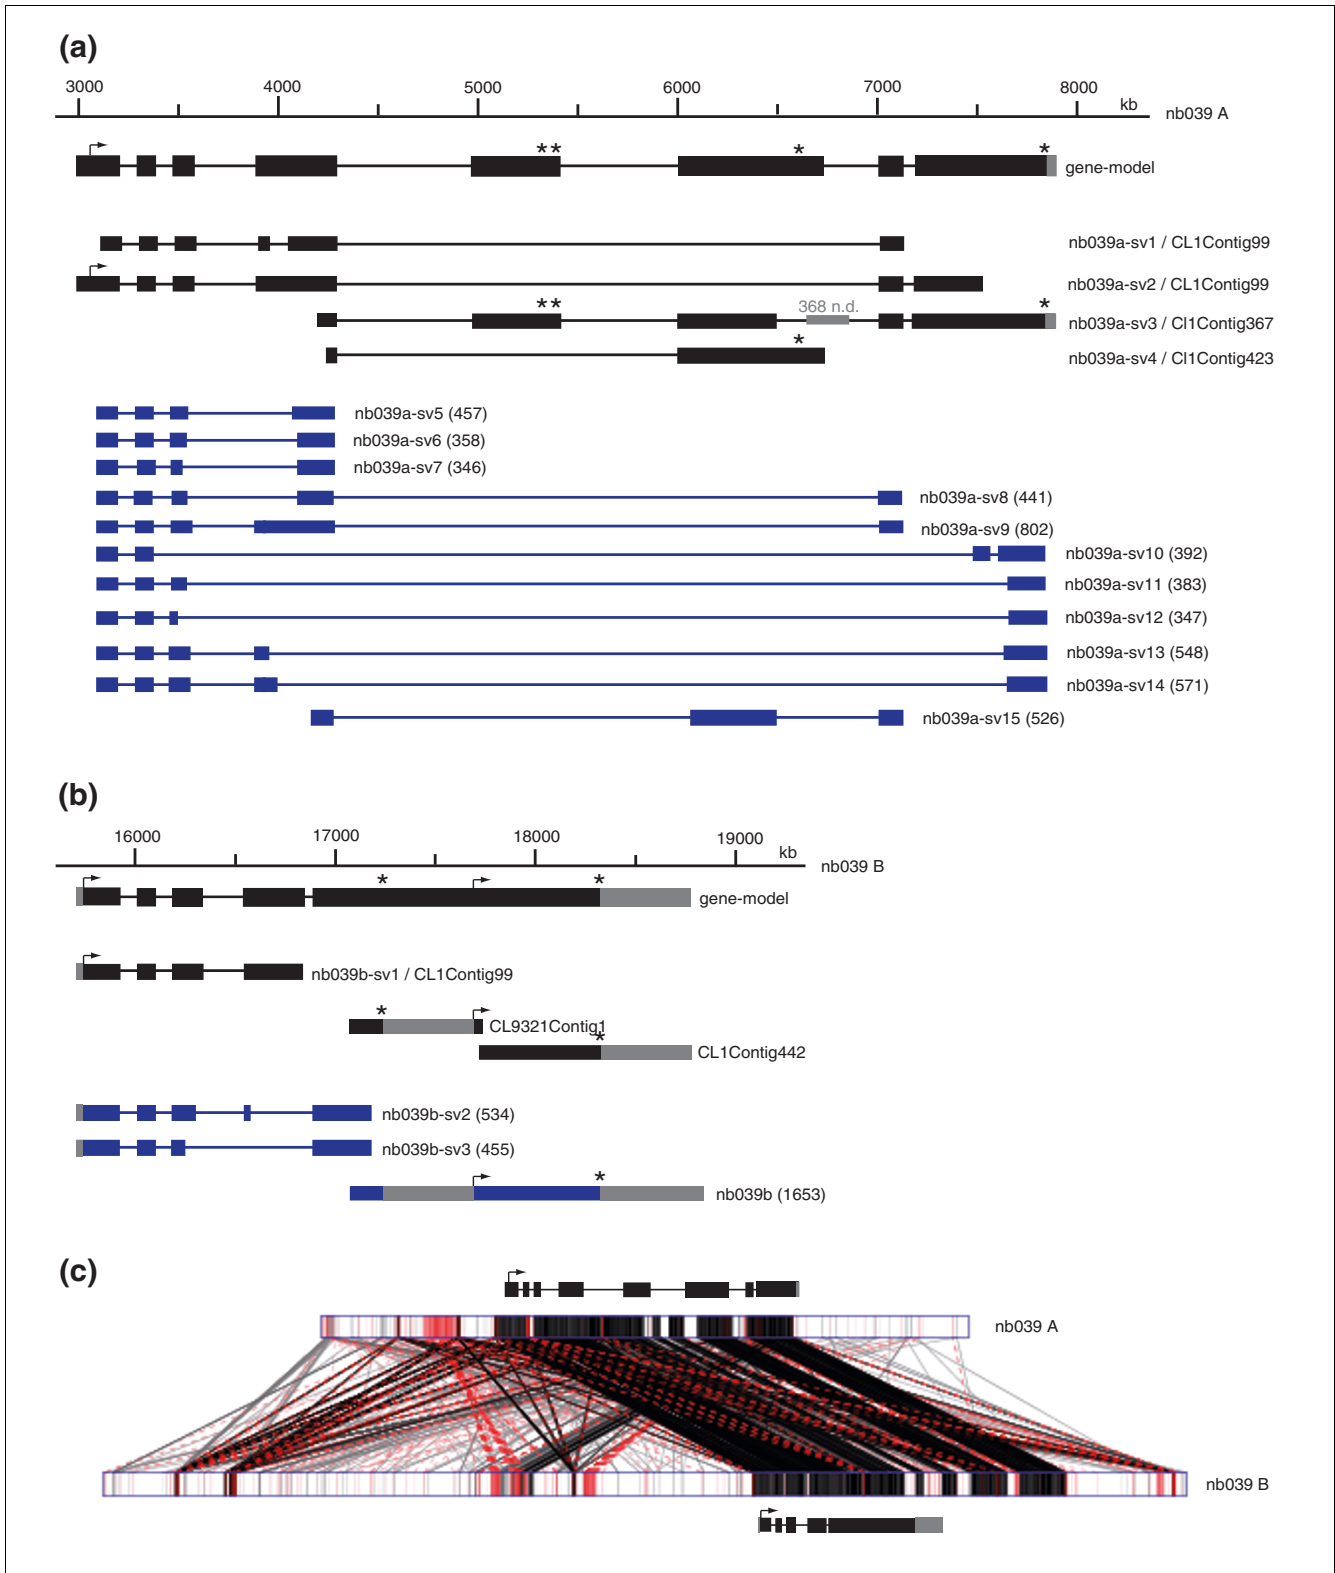 (a)
3000 4000 5000 6000 7000 8000
kb
nb039 A
** * *
gene-model
nb039a-sv1 / CL1Contig99
nb039a-sv2 / CL1Contig99
** 368 n.d. *
nb039a-sv3 / Cl1Contig367
*
nb039a-sv4 / Cl1Contig423
nb039a-sv5 (457)
nb039a-sv6 (358)
nb039a-sv7 (346)
nb039a-sv8 (441)
nb039a-sv9 (802)
nb039a-sv10 (392)
nb039a-sv11 (383)
nb039a-sv12 (347)
nb039a-sv13 (548)
nb039a-sv14 (571)
nb039a-sv15 (526)
(b)
16000 17000 18000 19000
kb
nb039 B
* *
gene-model
nb039b-sv1 / CL1Contig99
*
CL9321Contig1
*
CL1Contig442
nb039b-sv2 (534)
nb039b-sv3 (455)
*
nb039b (1653)
(c)
nb039 A
nb039 B